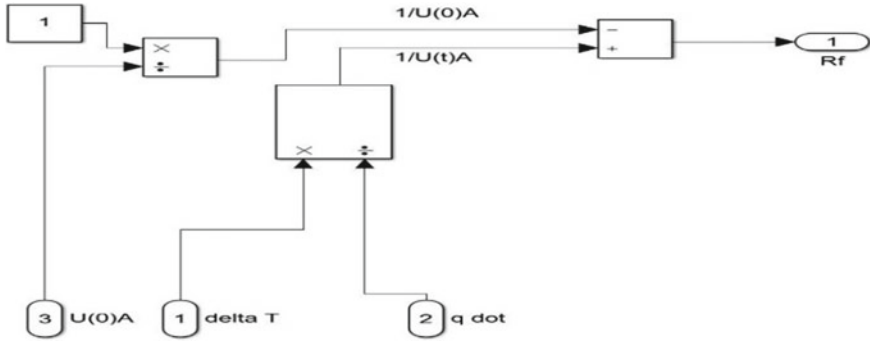 1
1/U(0)A
×
÷
−
+
1
Rf
1/U(t)A
× ÷
3 U(0)A
1 delta T
2 q dot